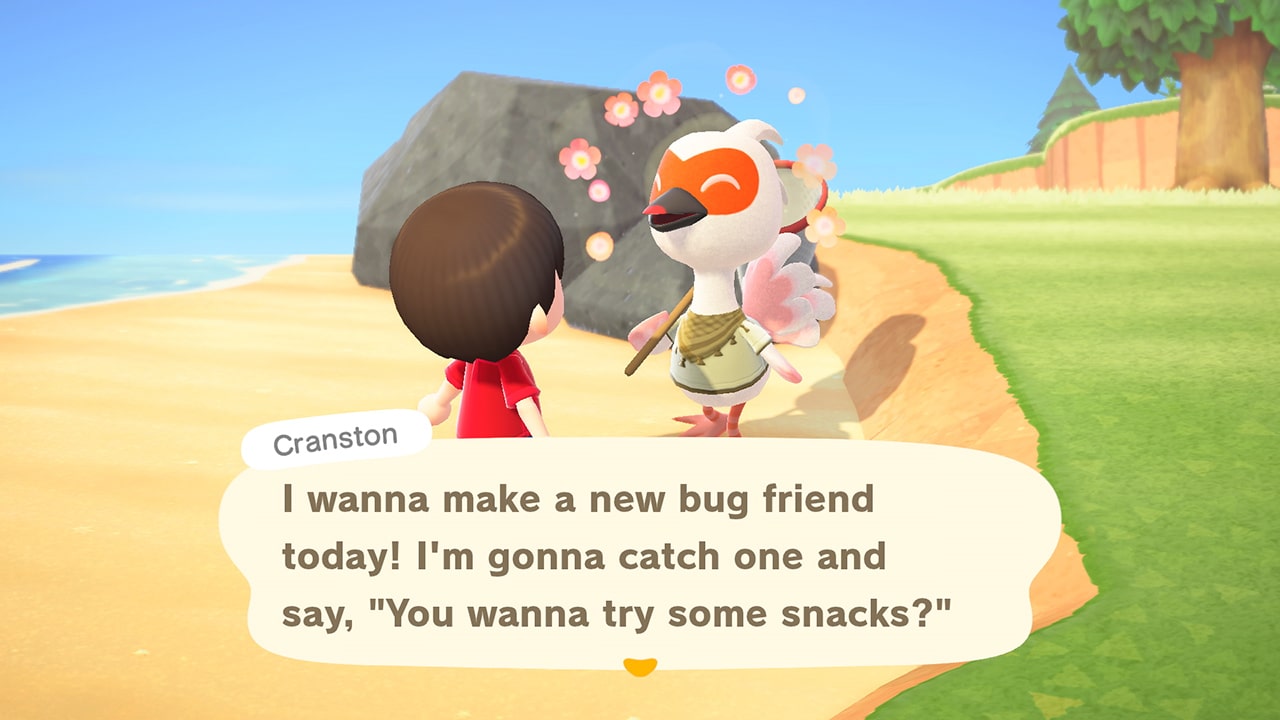 Cranston
I wanna make a new bug friend
today! I'm gonna catch one and
say, "You wanna try some snacks?"